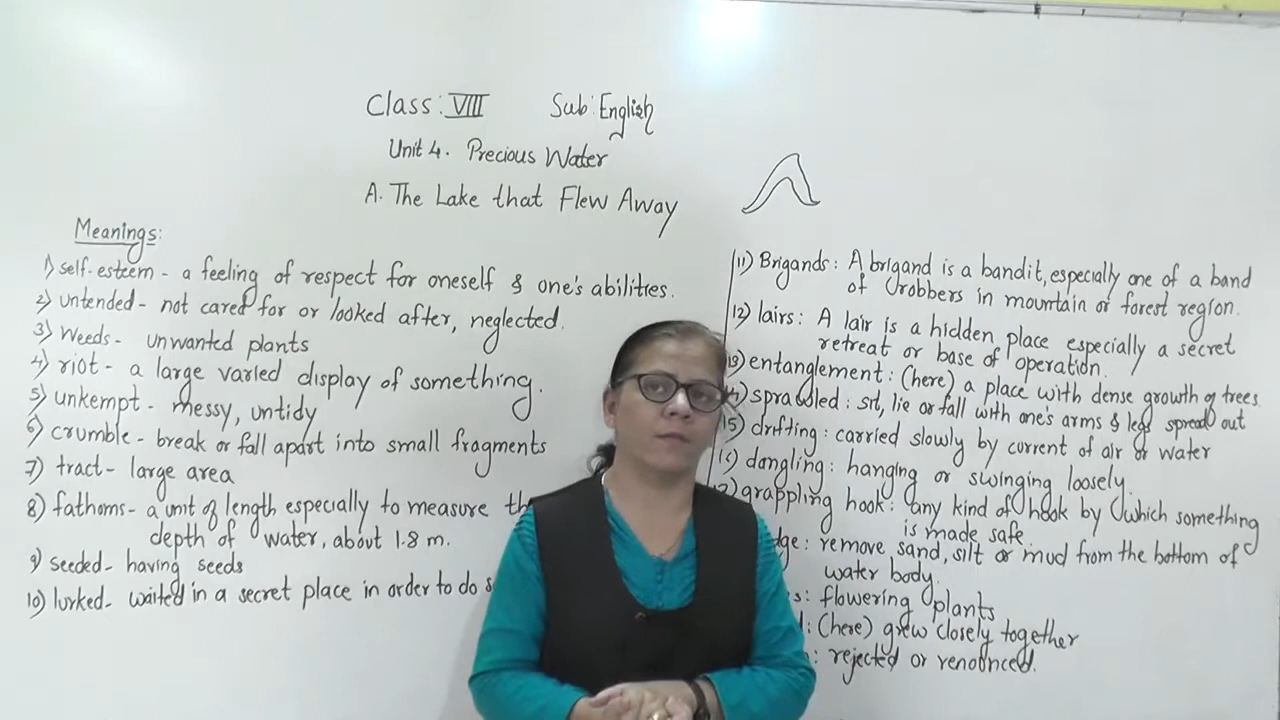 Class: VIII Sub: English
Unit 4. Precious Water
A. The Lake that Flew Away
Meanings:
1) self-esteem - a feeling of respect for oneself & one's abilities.
2) untended - not cared for or looked after, neglected.
3) Weeds - unwanted plants
4) riot - a large varied display of something.
5) unkempt - messy, untidy
6) crumble - break or fall apart into small fragments
7) tract - large area
8) fathoms - a unit of length especially to measure
depth of water, about 1.8 m.
9) seeded - having seeds
10) lurked - waited in a secret place in order to do
11) Brigands: A brigand is a bandit, especially one of a band
of robbers in mountain or forest region.
12) lairs: A lair is a hidden place especially a secret
retreat or base of operation.
13) entanglement: (here) a place with dense growth of trees
sprawled: sit, lie or fall with one's arms & legs spread out
15) drifting: carried slowly by current of air or water
dangling: hanging or swinging loosely.
grappling hook: any kind of hook by which something
is made safe.
: remove sand, silt or mud from the bottom of
water body.
: flowering plants
: (here) grew closely together
: rejected or renounced.